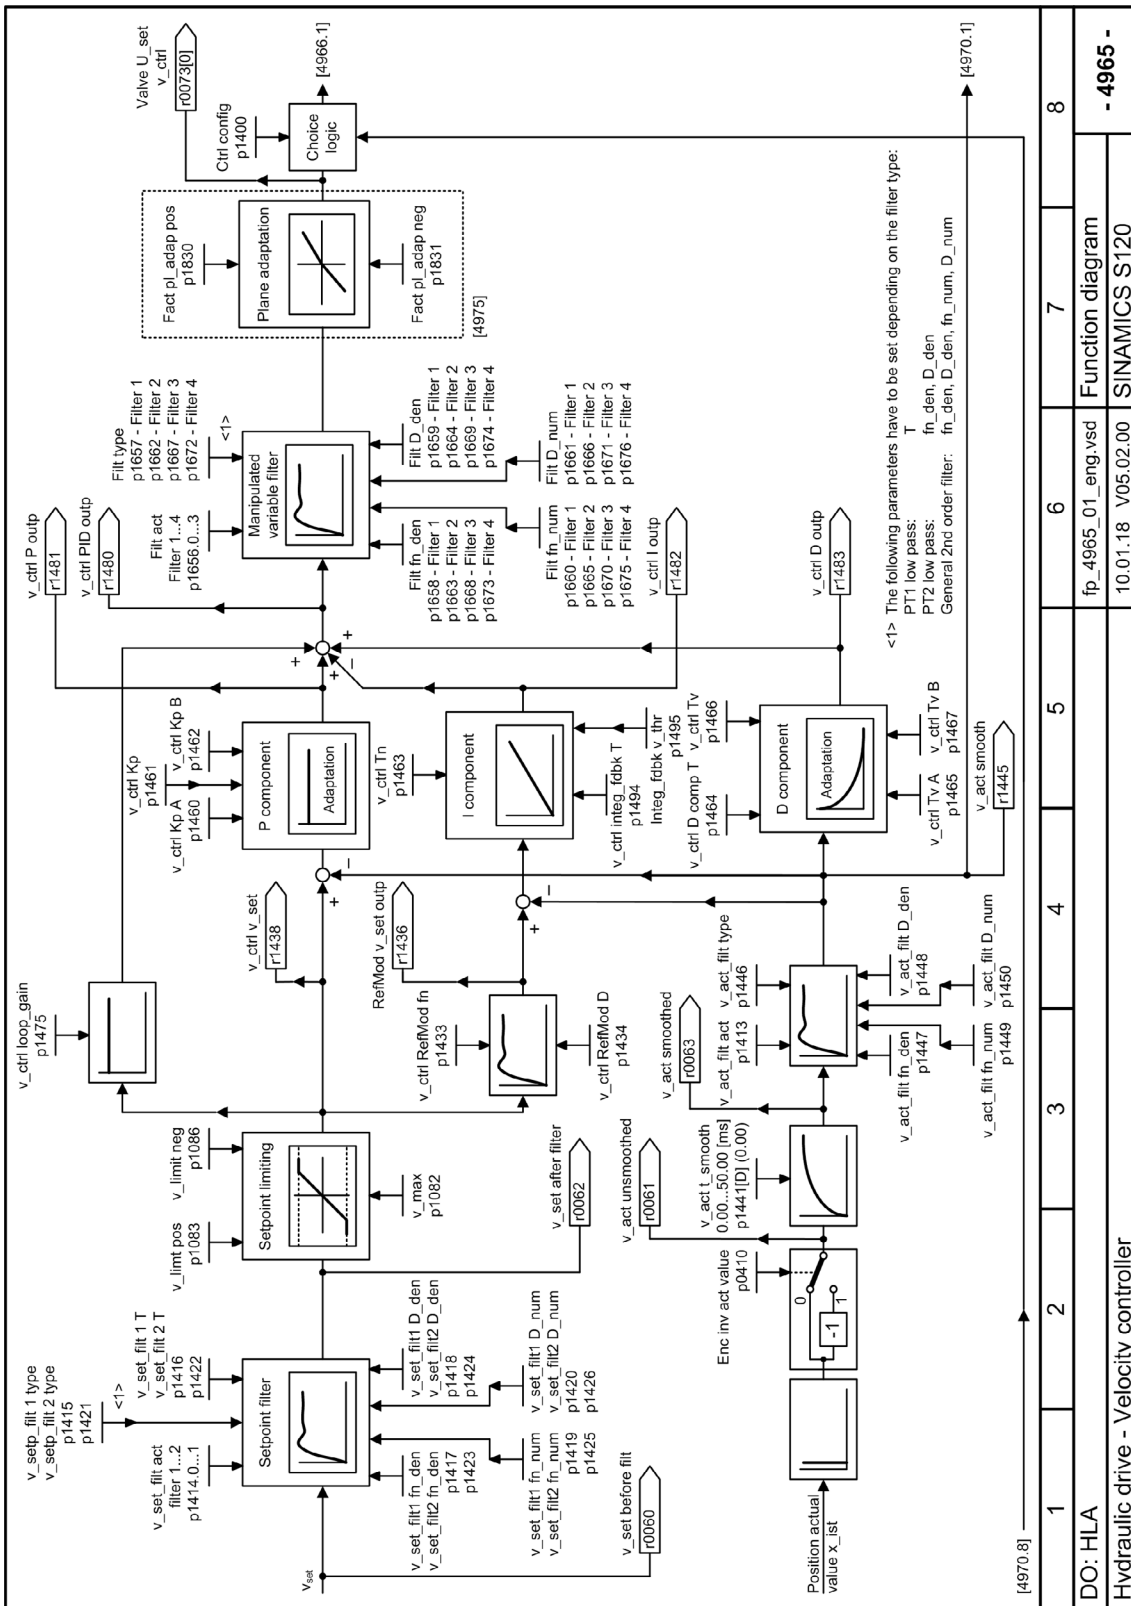 v_setp_filt 1 type
v_setp_filt 2 type
p1415
p1421
<1>
v_set_filt act
filter 1...2
p1414.0...1
v_set_filt 1 T
v_set_filt 2 T
p1416
p1422
Setpoint filter
v_set
v_set_filt1 fn_den
v_set_filt2 fn_den
p1417
p1423
v_set_filt1 D_den
v_set_filt2 D_den
p1418
p1424
v_set_filt1 fn_num
v_set_filt2 fn_num
p1419
p1425
v_set_filt1 D_num
v_set_filt2 D_num
p1420
p1426
v_set before filt
r0060
v_limt pos
p1083
v_limit neg
p1086
Setpoint limiting
v_max
p1082
v_set after filter
r0062
v_ctrl loop_gain
p1475
v_ctrl v_set
r1438
v_ctrl RefMod fn
p1433
v_ctrl RefMod D
p1434
RefMod v_set outp
r1436
v_ctrl Kp A
p1460
v_ctrl Kp
p1461
v_ctrl Kp B
p1462
P component
Adaptation
+
–
v_ctrl P outp
r1481
v_ctrl PID outp
r1480
+
+
–
+
v_ctrl Tn
p1463
I component
+
–
v_ctrl integ_fdbk T
p1494
Integ_fdbk v_thr
p1495
v_ctrl I outp
r1482
v_ctrl D comp T
p1464
v_ctrl Tv
p1466
D component
Adaptation
v_ctrl Tv A
p1465
v_ctrl Tv B
p1467
v_ctrl D outp
r1483
v_act smooth
r1445
Filt act
Filter 1...4
p1656.0...3
Filt type
p1657 - Filter 1
p1662 - Filter 2
p1667 - Filter 3
p1672 - Filter 4
<1>
Manipulated
variable filter
Filt fn_den
p1658 - Filter 1
p1663 - Filter 2
p1668 - Filter 3
p1673 - Filter 4
Filt D_den
p1659 - Filter 1
p1664 - Filter 2
p1669 - Filter 3
p1674 - Filter 4
Filt fn_num
p1660 - Filter 1
p1665 - Filter 2
p1670 - Filter 3
p1675 - Filter 4
Filt D_num
p1661 - Filter 1
p1666 - Filter 2
p1671 - Filter 3
p1676 - Filter 4
Fact pl_adap pos
p1830
Plane adaptation
Fact pl_adap neg
p1831
[4975]
Valve U_set
v_ctrl
r0073[0]
Ctrl config
p1400
Choice
logic
[4966.1]
Position actual
value x_ist
Enc inv act value
p0410
0
1
-1
v_act unsmoothed
r0061
v_act t_smooth
0.00...50.00 [ms]
p1441[D] (0.00)
v_act smoothed
r0063
v_act_filt act
p1413
v_act_filt type
p1446
v_act_filt fn_den
p1447
v_act_filt D_den
p1448
v_act_filt fn_num
p1449
v_act_filt D_num
p1450
<1> The following parameters have to be set depending on the filter type:
PT1 low pass: T
PT2 low pass: fn_den, D_den
General 2nd order filter: fn_den, D_den, fn_num, D_num
[4970.1]
[4970.8]
1 2 3 4 5 6 7 8
DO: HLA fp_4965_01_eng.vsd Function diagram - 4965 -
Hydraulic drive - Velocity controller 10.01.18 V05.02.00 SINAMICS S120